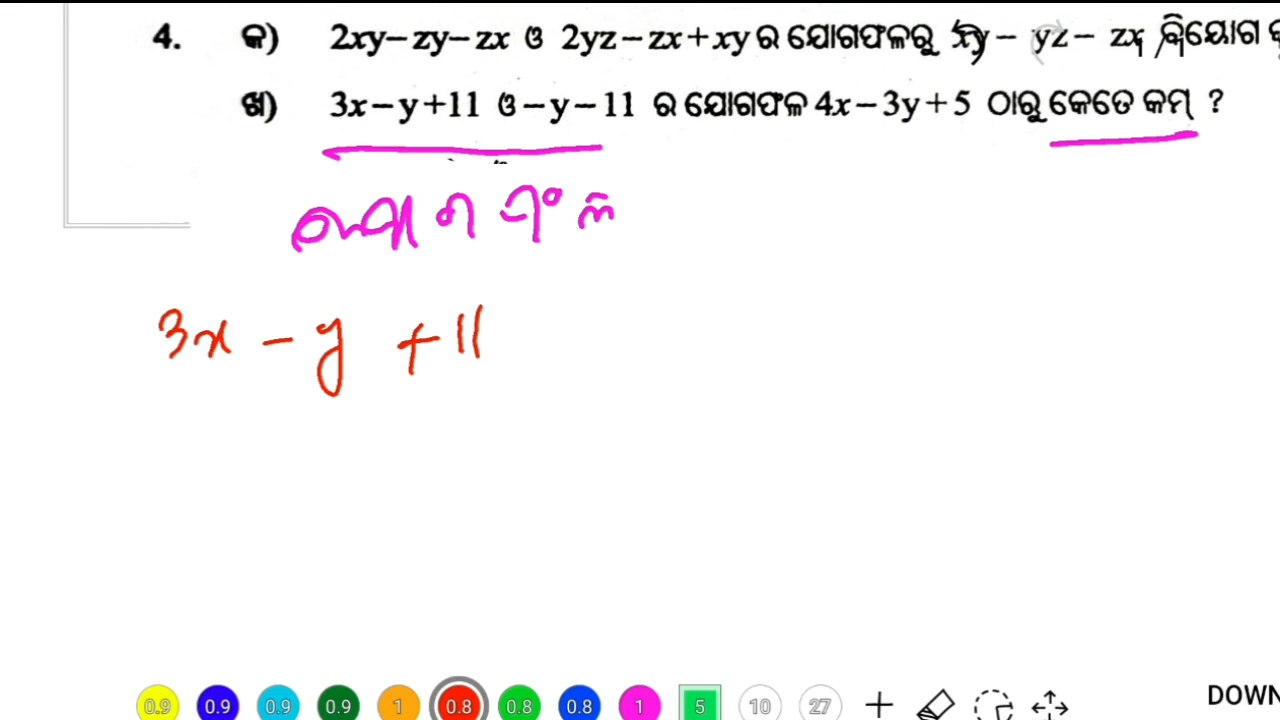 4. କ) 2xy – zy – zx ଓ 2yz – zx + xy ର ଯୋଗଫଳରୁ xy – yz – zx ବିୟୋଗ
ଖ) 3x – y + 11 ଓ – y – 11 ର ଯୋଗଫଳ 4x – 3y + 5 ଠାରୁ କେତେ କମ୍ ?
ଯୋଗଫଳ
3x - y + 11
0.9 0.9 0.9 0.9 1 0.8 0.8 0.8 1 5 10 27
DOWN